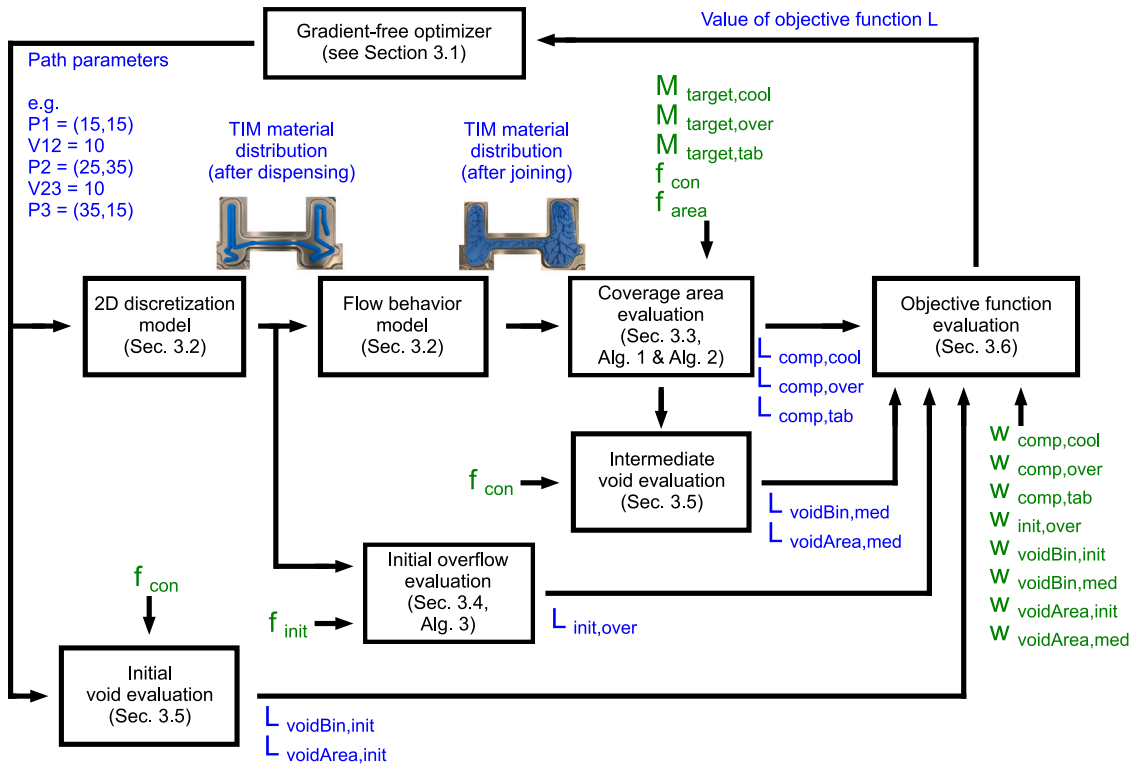 Gradient-free optimizer
(see Section 3.1)
Value of objective function L
Path parameters
e.g.
P1 = (15,15)
V12 = 10
P2 = (25,35)
V23 = 10
P3 = (35,15)
TIM material
distribution
(after dispensing)
TIM material
distribution
(after joining)
M target,cool
M target,over
M target,tab
f con
f area
2D discretization
model
(Sec. 3.2)
Flow behavior
model
(Sec. 3.2)
Coverage area
evaluation
(Sec. 3.3,
Alg. 1 & Alg. 2)
Objective function
evaluation
(Sec. 3.6)
L comp,cool
L comp,over
L comp,tab
f con
Intermediate
void evaluation
(Sec. 3.5)
L voidBin,med
L voidArea,med
w comp,cool
w comp,over
w comp,tab
w init,over
w voidBin,init
w voidBin,med
w voidArea,init
w voidArea,med
f init
Initial overflow
evaluation
(Sec. 3.4,
Alg. 3)
L init,over
f con
Initial
void evaluation
(Sec. 3.5)
L voidBin,init
L voidArea,init